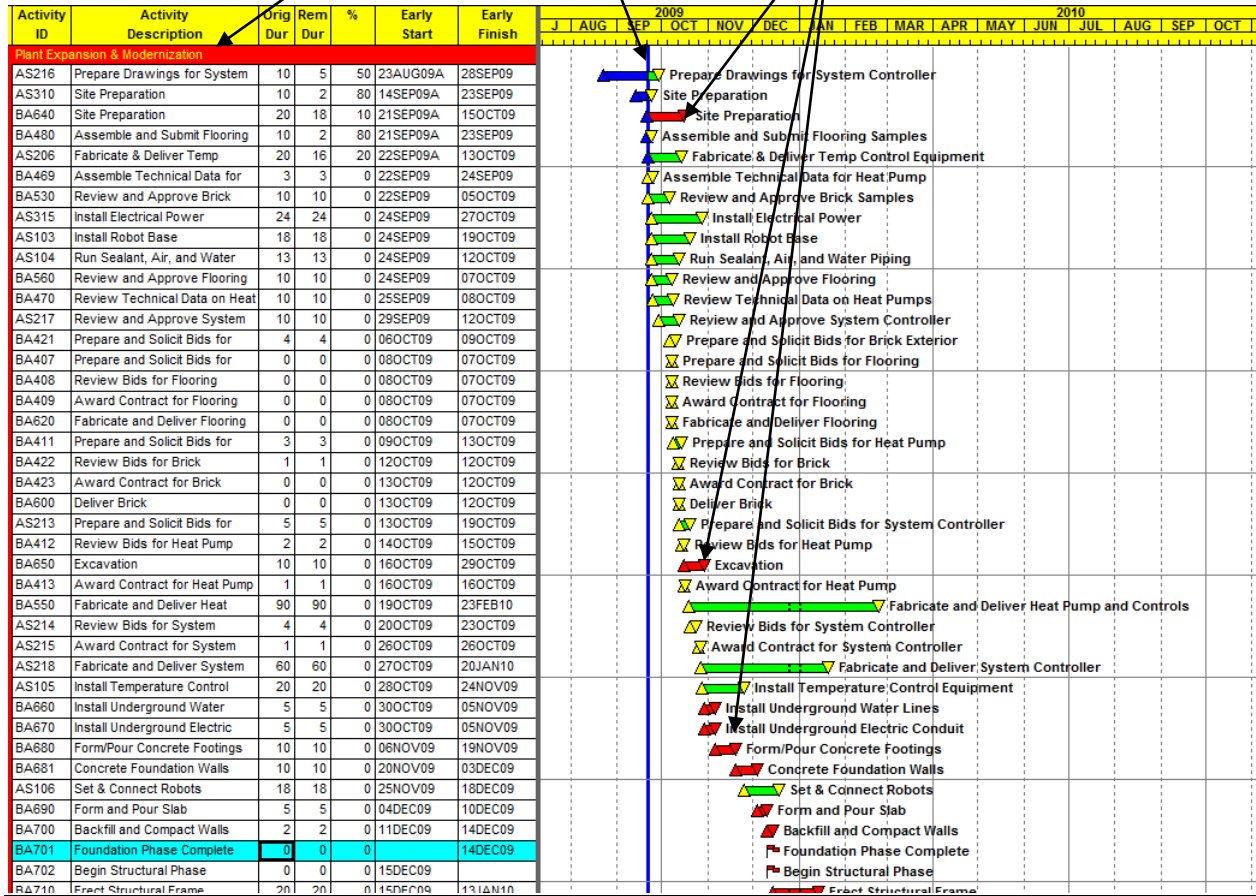 Activity Activity Orig Rem % Early Early 2009 2010
ID Description Dur Dur Start Finish J AUG SEP OCT NOV DEC JAN FEB MAR APR MAY JUN JUL AUG SEP OCT
Plant Expansion & Modernization
AS216 Prepare Drawings for System 10 5 50 23AUG09A 28SEP09 Prepare Drawings for System Controller
AS310 Site Preparation 10 2 80 14SEP09A 23SEP09 Site Preparation
BA640 Site Preparation 20 18 10 21SEP09A 15OCT09 Site Preparation
BA480 Assemble and Submit Flooring 10 2 80 21SEP09A 23SEP09 Assemble and Submit Flooring Samples
AS206 Fabricate & Deliver Temp 20 16 20 22SEP09A 13OCT09 Fabricate & Deliver Temp Control Equipment
BA469 Assemble Technical Data for 3 3 0 22SEP09 24SEP09 Assemble Technical Data for Heat Pump
BA530 Review and Approve Brick 10 10 0 22SEP09 05OCT09 Review and Approve Brick Samples
AS315 Install Electrical Power 24 24 0 24SEP09 27OCT09 Install Electrical Power
AS103 Install Robot Base 18 18 0 24SEP09 19OCT09 Install Robot Base
AS104 Run Sealant, Air, and Water 13 13 0 24SEP09 12OCT09 Run Sealant, Air, and Water Piping
BA560 Review and Approve Flooring 10 10 0 24SEP09 07OCT09 Review and Approve Flooring
BA470 Review Technical Data on Heat 10 10 0 25SEP09 08OCT09 Review Technical Data on Heat Pumps
AS217 Review and Approve System 10 10 0 29SEP09 12OCT09 Review and Approve System Controller
BA421 Prepare and Solicit Bids for 4 4 0 06OCT09 09OCT09 Prepare and Solicit Bids for Brick Exterior
BA407 Prepare and Solicit Bids for 0 0 0 08OCT09 07OCT09 Prepare and Solicit Bids for Flooring
BA408 Review Bids for Flooring 0 0 0 08OCT09 07OCT09 Review Bids for Flooring
BA409 Award Contract for Flooring 0 0 0 08OCT09 07OCT09 Award Contract for Flooring
BA620 Fabricate and Deliver Flooring 0 0 0 08OCT09 07OCT09 Fabricate and Deliver Flooring
BA411 Prepare and Solicit Bids for 3 3 0 09OCT09 13OCT09 Prepare and Solicit Bids for Heat Pump
BA422 Review Bids for Brick 1 1 0 12OCT09 12OCT09 Review Bids for Brick
BA423 Award Contract for Brick 0 0 0 13OCT09 12OCT09 Award Contract for Brick
BA600 Deliver Brick 0 0 0 13OCT09 12OCT09 Deliver Brick
AS213 Prepare and Solicit Bids for 5 5 0 13OCT09 19OCT09 Prepare and Solicit Bids for System Controller
BA412 Review Bids for Heat Pump 2 2 0 14OCT09 15OCT09 Review Bids for Heat Pump
BA650 Excavation 10 10 0 16OCT09 29OCT09 Excavation
BA413 Award Contract for Heat Pump 1 1 0 16OCT09 16OCT09 Award Contract for Heat Pump
BA550 Fabricate and Deliver Heat 90 90 0 19OCT09 23FEB10 Fabricate and Deliver Heat Pump and Controls
AS214 Review Bids for System 4 4 0 20OCT09 23OCT09 Review Bids for System Controller
AS215 Award Contract for System 1 1 0 26OCT09 26OCT09 Award Contract for System Controller
AS218 Fabricate and Deliver System 60 60 0 27OCT09 20JAN10 Fabricate and Deliver System Controller
AS105 Install Temperature Control 20 20 0 28OCT09 24NOV09 Install Temperature Control Equipment
BA660 Install Underground Water 5 5 0 30OCT09 05NOV09 Install Underground Water Lines
BA670 Install Underground Electric 5 5 0 30OCT09 05NOV09 Install Underground Electric Conduit
BA680 Form/Pour Concrete Footings 10 10 0 06NOV09 19NOV09 Form/Pour Concrete Footings
BA681 Concrete Foundation Walls 10 10 0 20NOV09 03DEC09 Concrete Foundation Walls
AS106 Set & Connect Robots 18 18 0 25NOV09 18DEC09 Set & Connect Robots
BA690 Form and Pour Slab 5 5 0 04DEC09 10DEC09 Form and Pour Slab
BA700 Backfill and Compact Walls 2 2 0 11DEC09 14DEC09 Backfill and Compact Walls
BA701 Foundation Phase Complete 0 0 0 14DEC09 Foundation Phase Complete
BA702 Begin Structural Phase 0 0 0 15DEC09 Begin Structural Phase
BA710 Erect Structural Frame 20 20 0 15DEC09 13JAN10 Erect Structural Frame